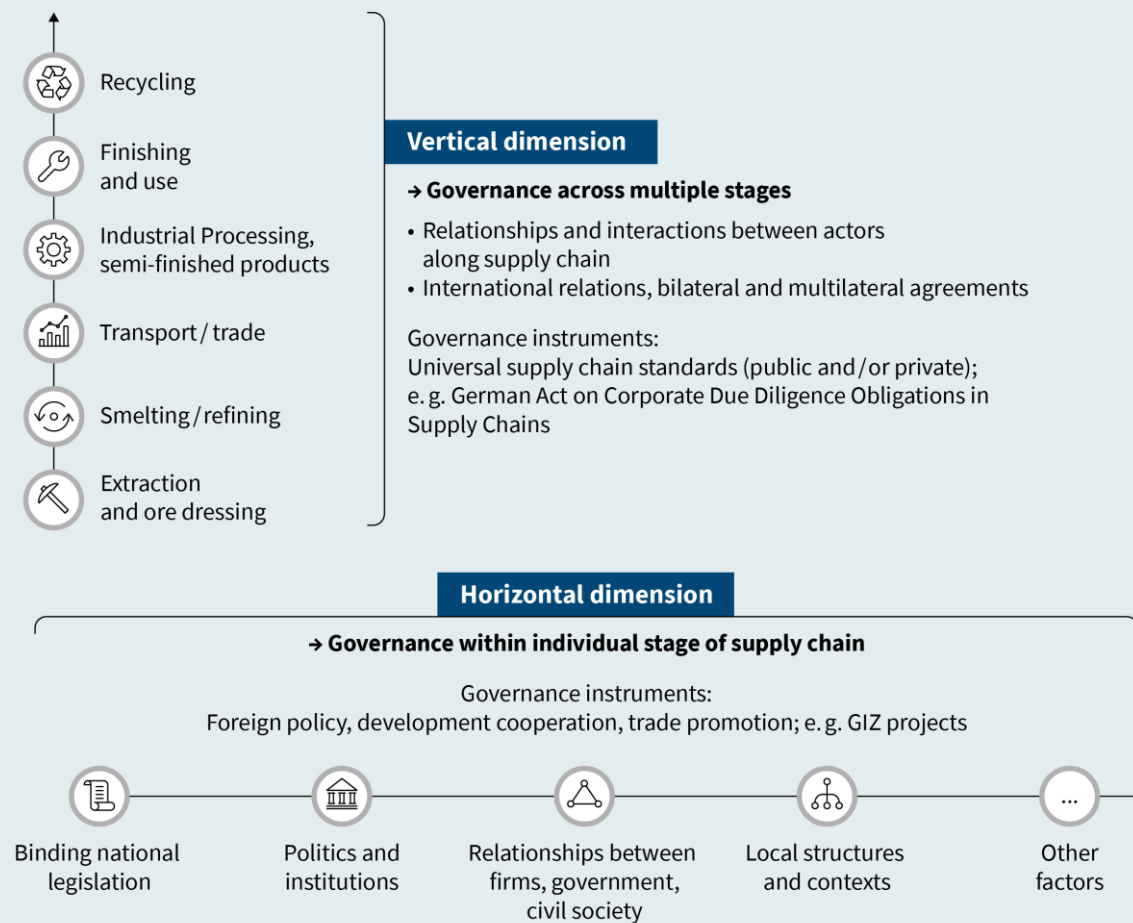 Recycling
Finishing
and use
Industrial Processing,
semi-finished products
Transport / trade
Smelting / refining
Extraction
and ore dressing
Vertical dimension
→ Governance across multiple stages
• Relationships and interactions between actors
along supply chain
• International relations, bilateral and multilateral agreements
Governance instruments:
Universal supply chain standards (public and / or private);
e. g. German Act on Corporate Due Diligence Obligations in
Supply Chains
Horizontal dimension
→ Governance within individual stage of supply chain
Governance instruments:
Foreign policy, development cooperation, trade promotion; e. g. GIZ projects
Binding national
legislation
Politics and
institutions
Relationships between
firms, government,
civil society
Local structures
and contexts
...
Other
factors